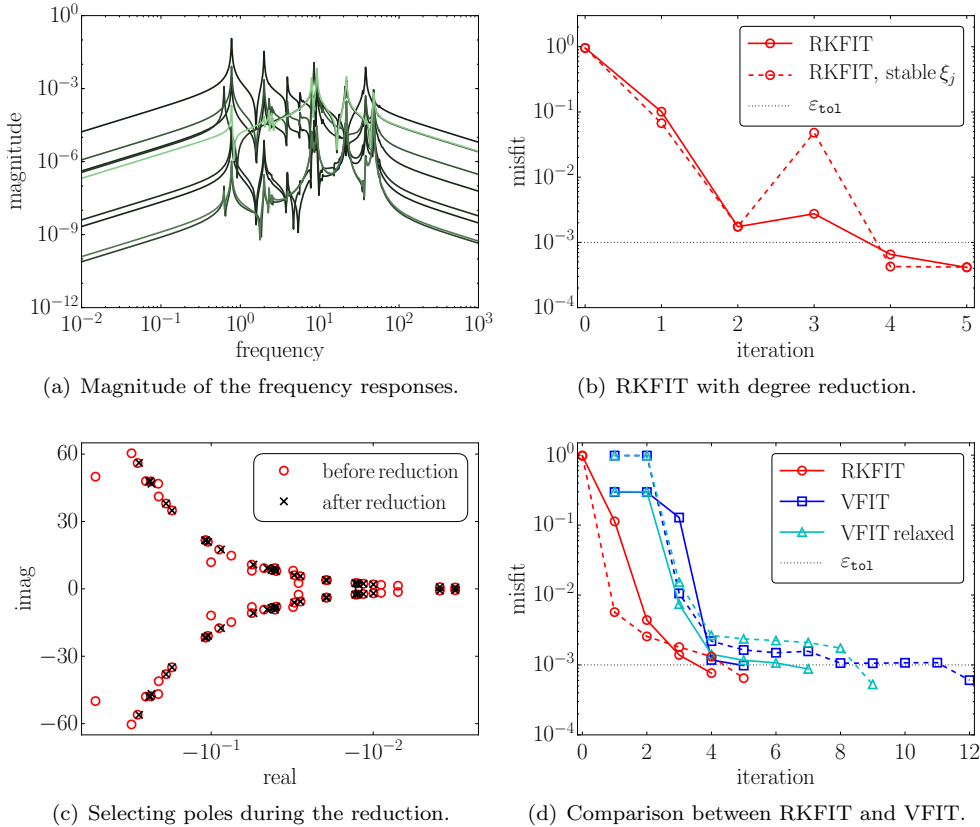 10^0
10^-3
10^-6
10^-9
10^-12
magnitude
10^-2 10^-1 10^0 10^1 10^2 10^3
frequency
(a) Magnitude of the frequency responses.
10^0
10^-1
10^-2
10^-3
10^-4
misfit
RKFIT
RKFIT, stable ξ_j
ε_tol
0 1 2 3 4 5
iteration
(b) RKFIT with degree reduction.
60
30
0
−30
−60
imag
before reduction
after reduction
−10^-1 −10^-2
real
(c) Selecting poles during the reduction.
10^0
10^-1
10^-2
10^-3
10^-4
misfit
RKFIT
VFIT
VFIT relaxed
ε_tol
0 2 4 6 8 10 12
iteration
(d) Comparison between RKFIT and VFIT.